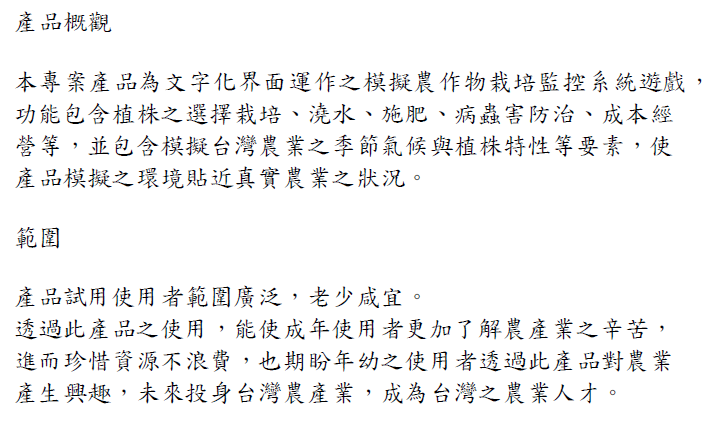 產品概觀
本專案產品為文字化界面運作之模擬農作物栽培監控系統遊戲，
功能包含植株之選擇栽培、澆水、施肥、病蟲害防治、成本經
營等，並包含模擬台灣農業之季節氣候與植株特性等要素，使
產品模擬之環境貼近真實農業之狀況。
範圍
產品試用使用者範圍廣泛，老少咸宜。
透過此產品之使用，能使成年使用者更加了解農產業之辛苦，
進而珍惜資源不浪費，也期盼年幼之使用者透過此產品對農業
產生興趣，未來投身台灣農產業，成為台灣之農業人才。